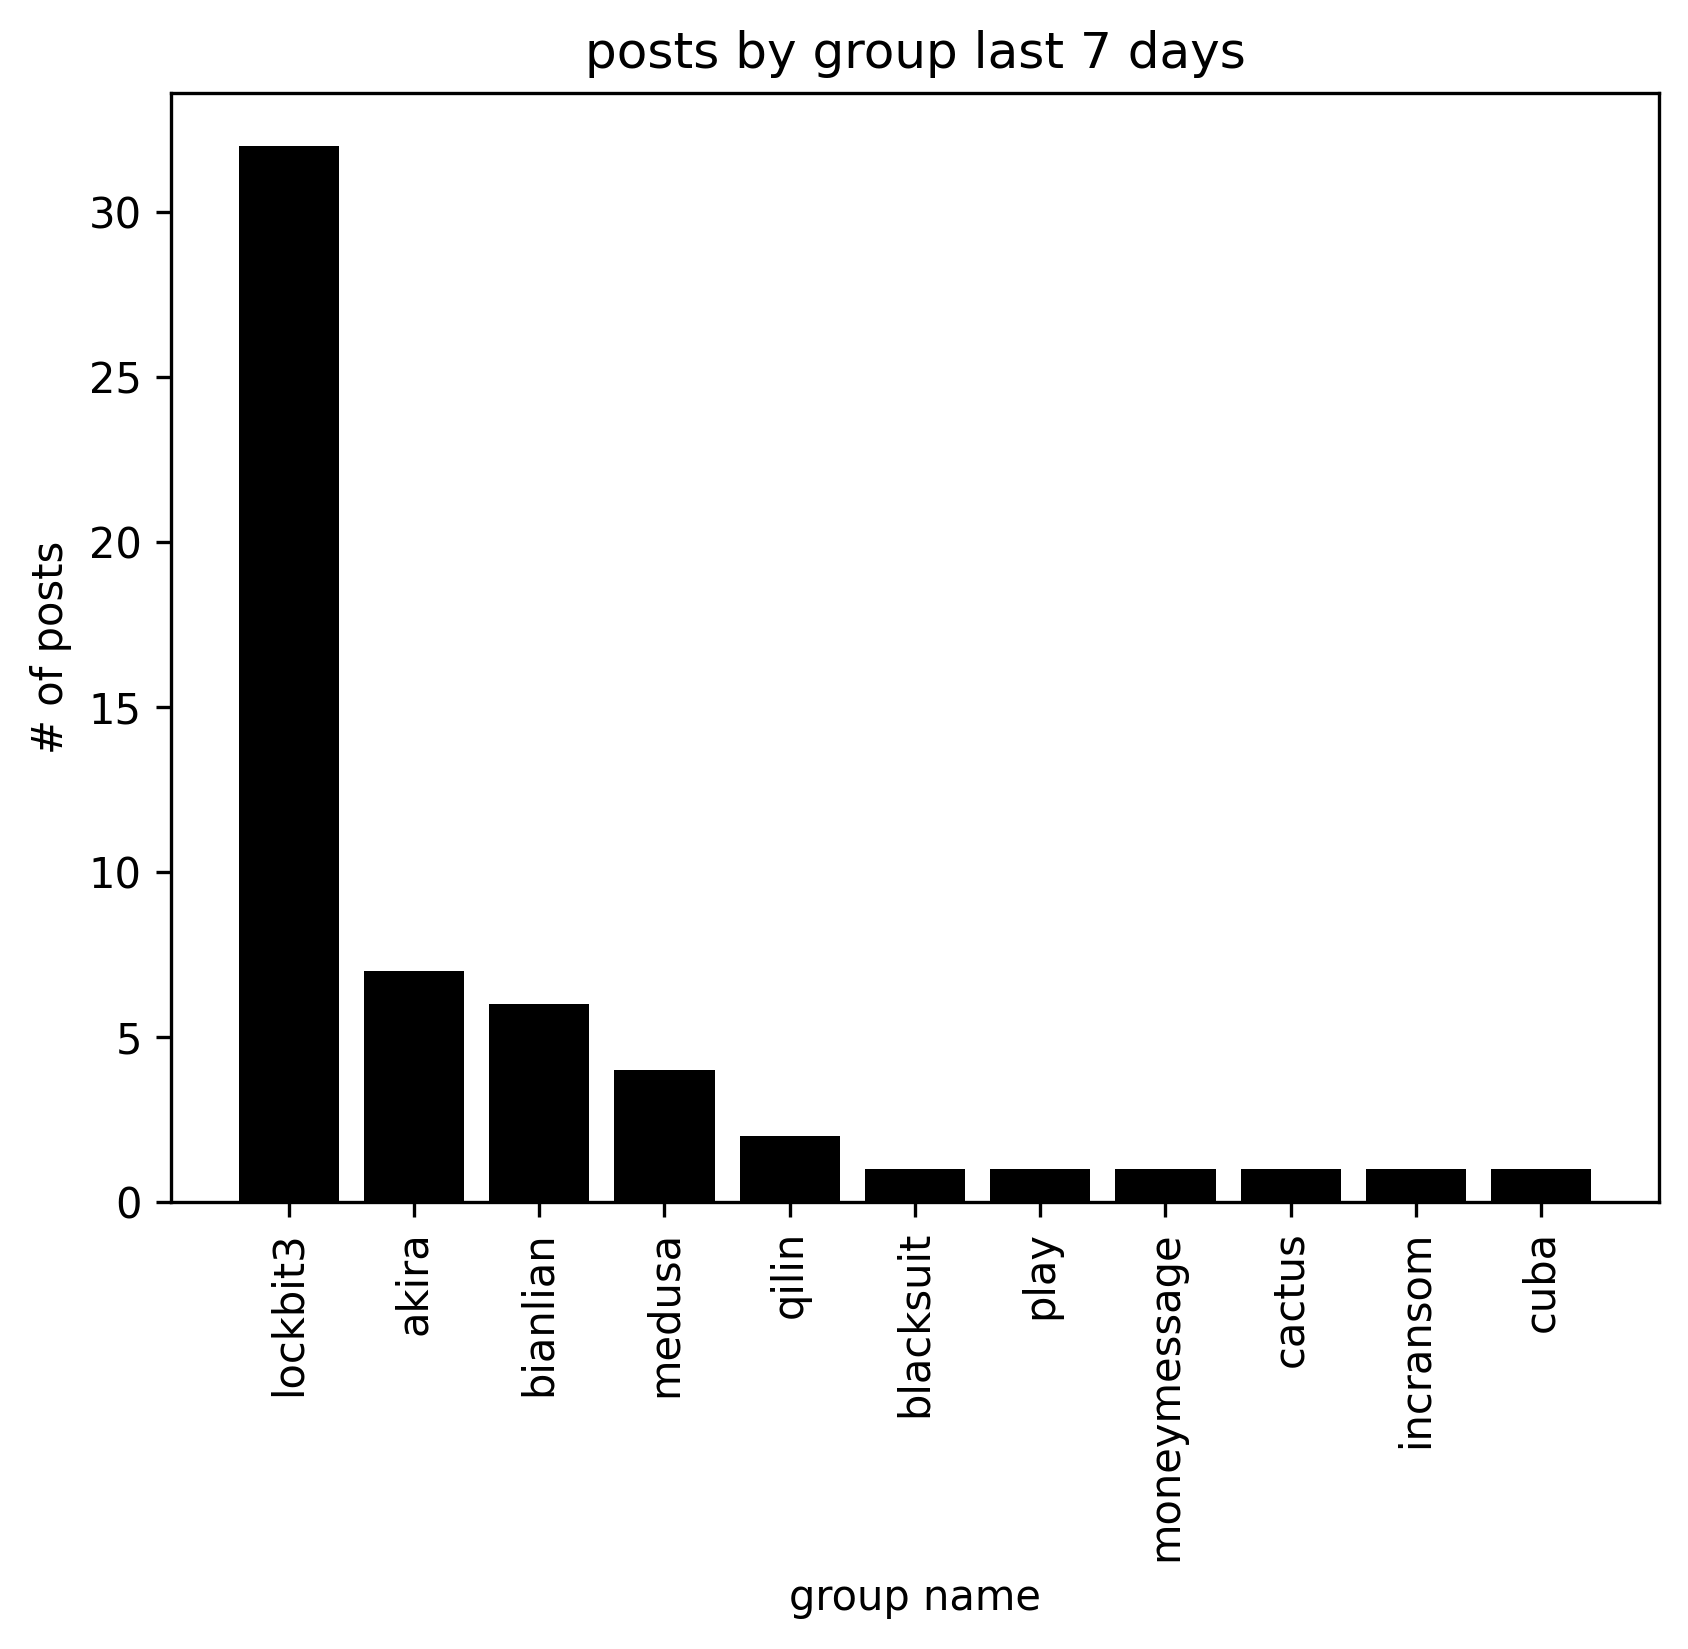 posts by group last 7 days
# of posts
30
25
20
15
10
5
0
lockbit3
akira
bianlian
medusa
qilin
blacksuit
play
moneymessage
cactus
incransom
cuba
group name